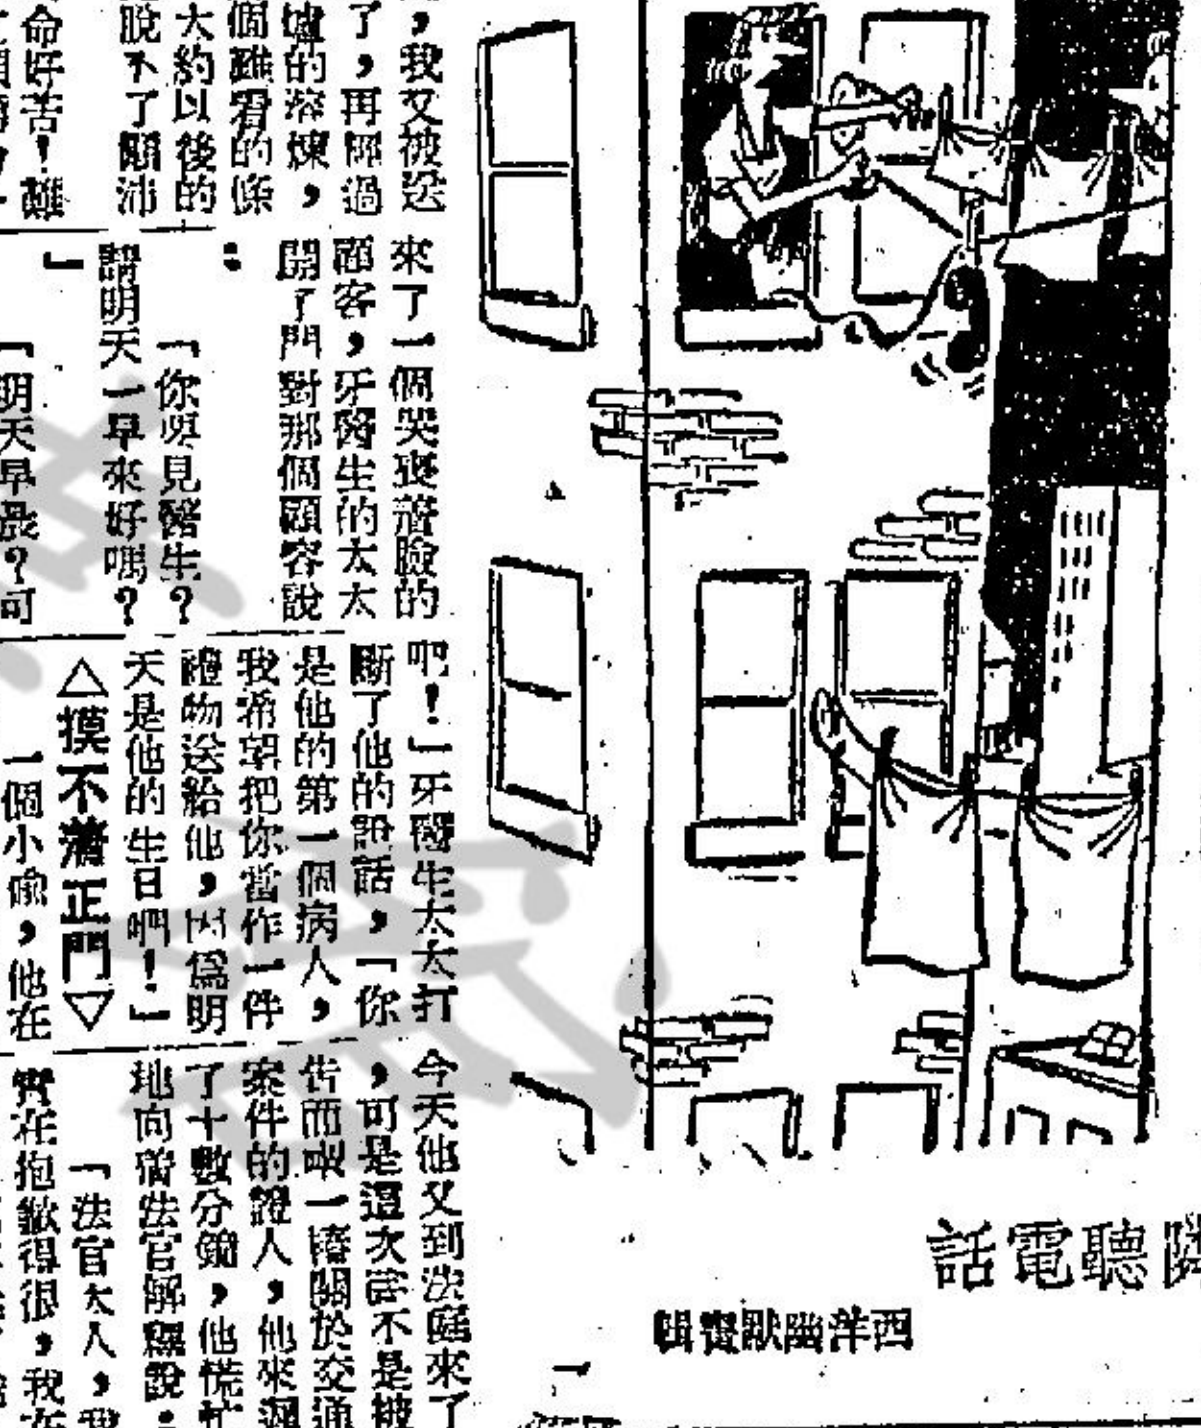 隣聽電話
西洋幽默畫輯
,我又被送
了,再經過
爐的溶煉,
個難看的條
大約以後的
脫不了顛沛
命好苦!難
來了一個哭喪着臉的
顧客,牙醫生的太太
開了門對那個顧客說
:
「你要見醫生?
請明天一早來好嗎?
」
「明天早晨?可
啊!」牙醫生太太打
斷了他的說話,「你
是他的第一個病人,
我希望把你當作一件
禮物送給他,因爲明
天是他的生日啊!」
△摸不着正門▽
一個小偷,他在
今天他又到法庭來了
,可是這次並不是被
告而是一樁關於交通
案件的證人,他來遲
了十數分鐘,他慌忙
地向着法官解釋說:
「法官大人,我
實在抱歉得很,我在